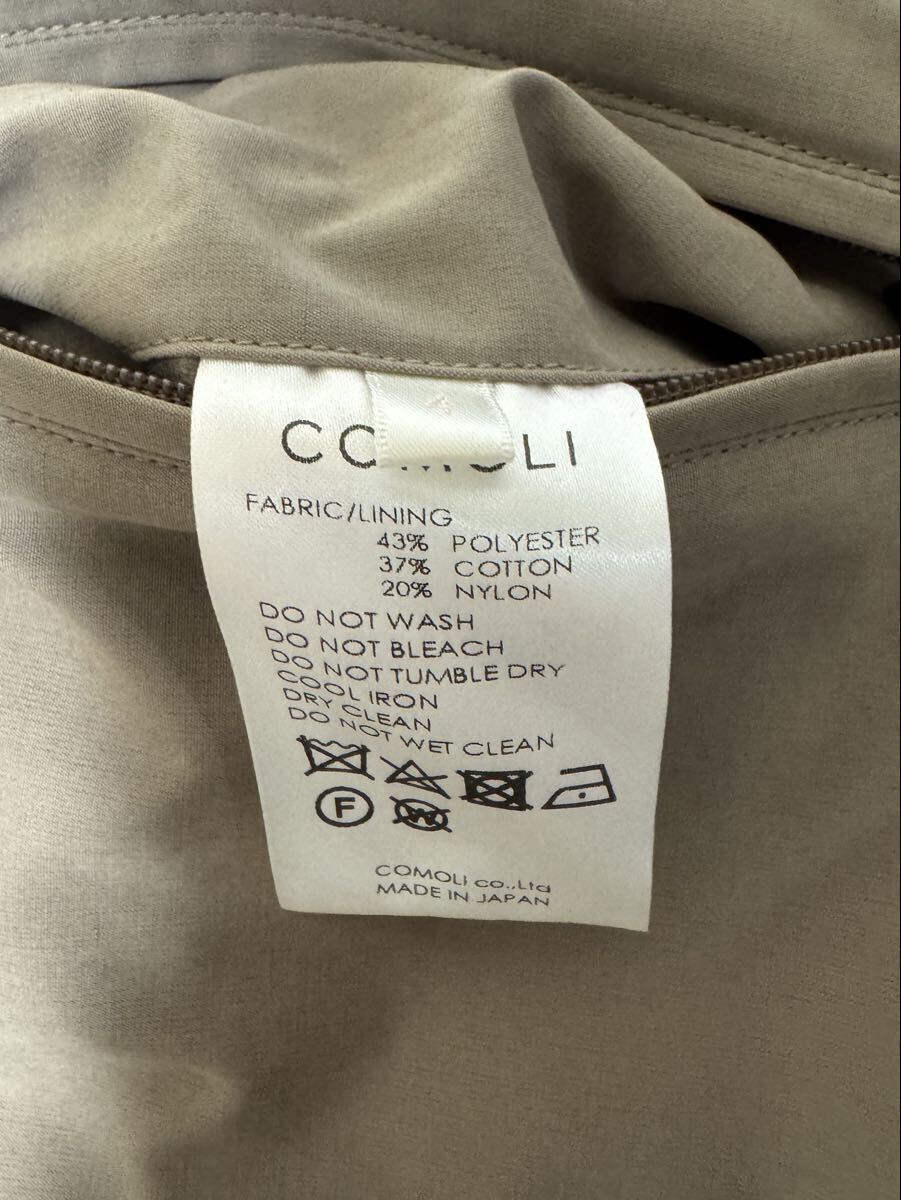 4
COMOLI
FABRIC/LINING
43% POLYESTER
37% COTTON
20% NYLON
DO NOT WASH
DO NOT BLEACH
DO NOT TUMBLE DRY
COOL IRON
DRY CLEAN
DO NOT WET CLEAN
F W
COMOLI co.,Ltd
MADE IN JAPAN